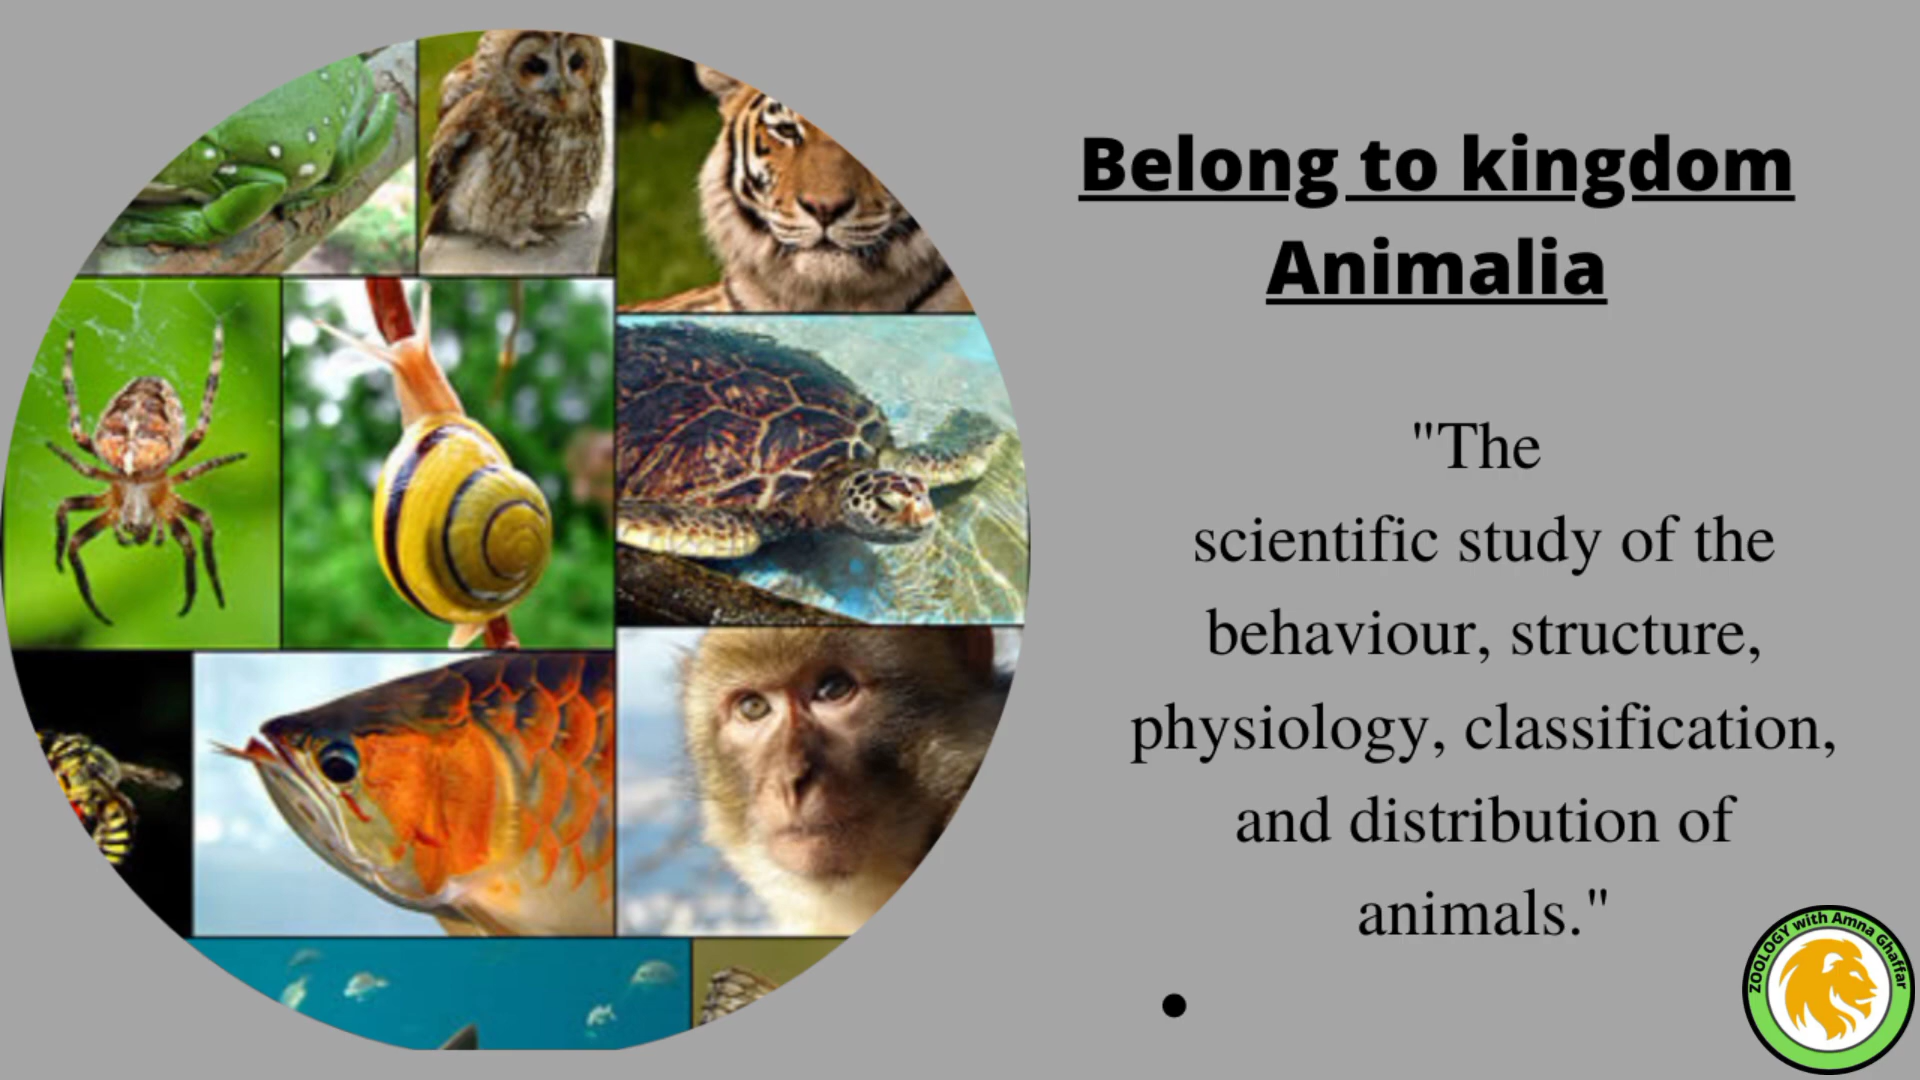 Belong to kingdom
Animalia
"The
scientific study of the
behaviour, structure,
physiology, classification,
and distribution of
animals."
ZOOLOGY with Amna Ghaffar